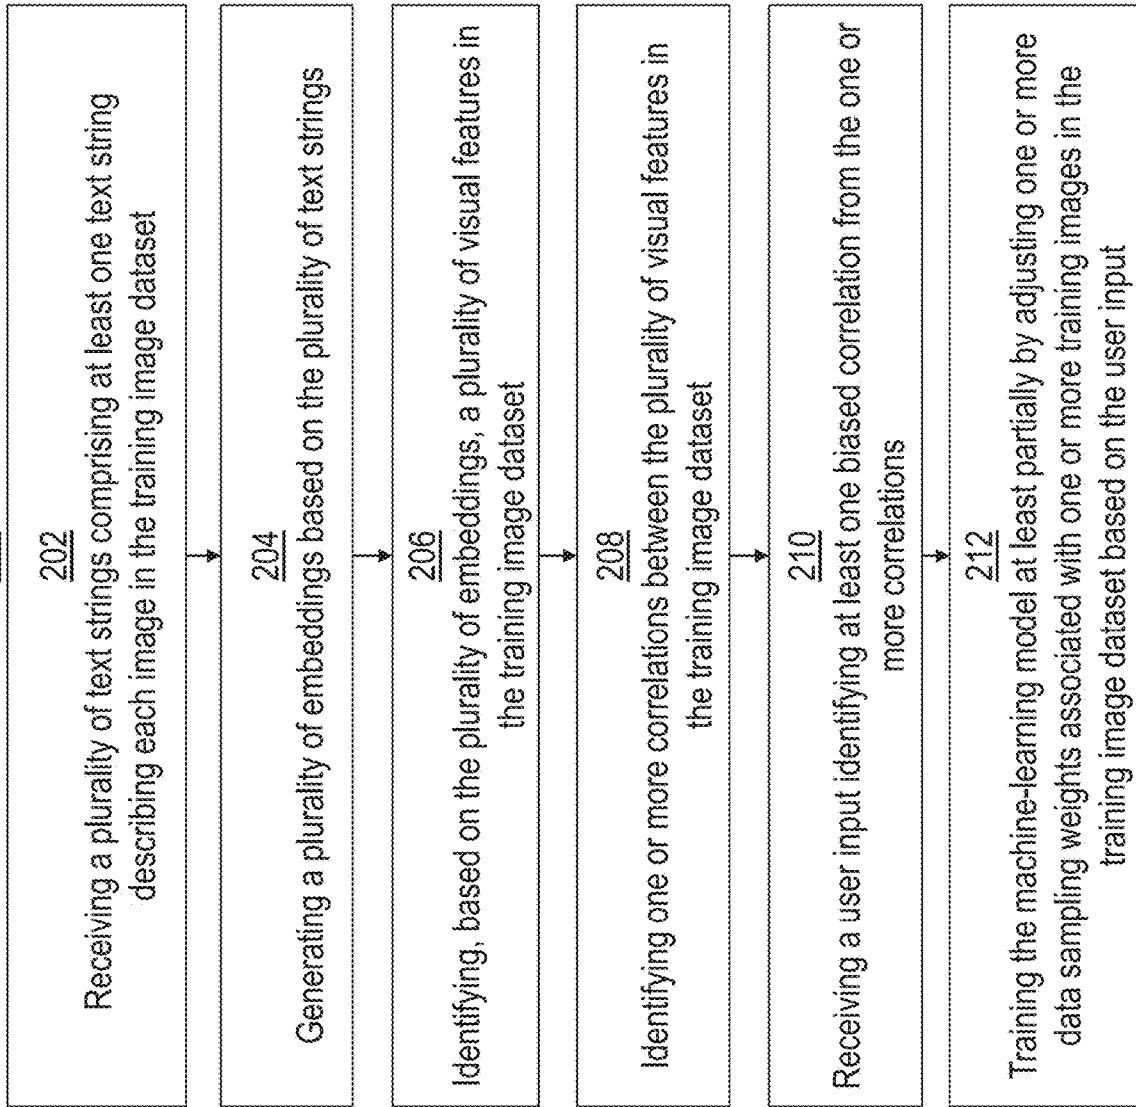 202
Receiving a plurality of text strings comprising at least one text string
describing each image in the training image dataset
204
Generating a plurality of embeddings based on the plurality of text strings
206
Identifying, based on the plurality of embeddings, a plurality of visual features in
the training image dataset
208
Identifying one or more correlations between the plurality of visual features in
the training image dataset
210
Receiving a user input identifying at least one biased correlation from the one or
more correlations
212
Training the machine-learning model at least partially by adjusting one or more
data sampling weights associated with one or more training images in the
training image dataset based on the user input